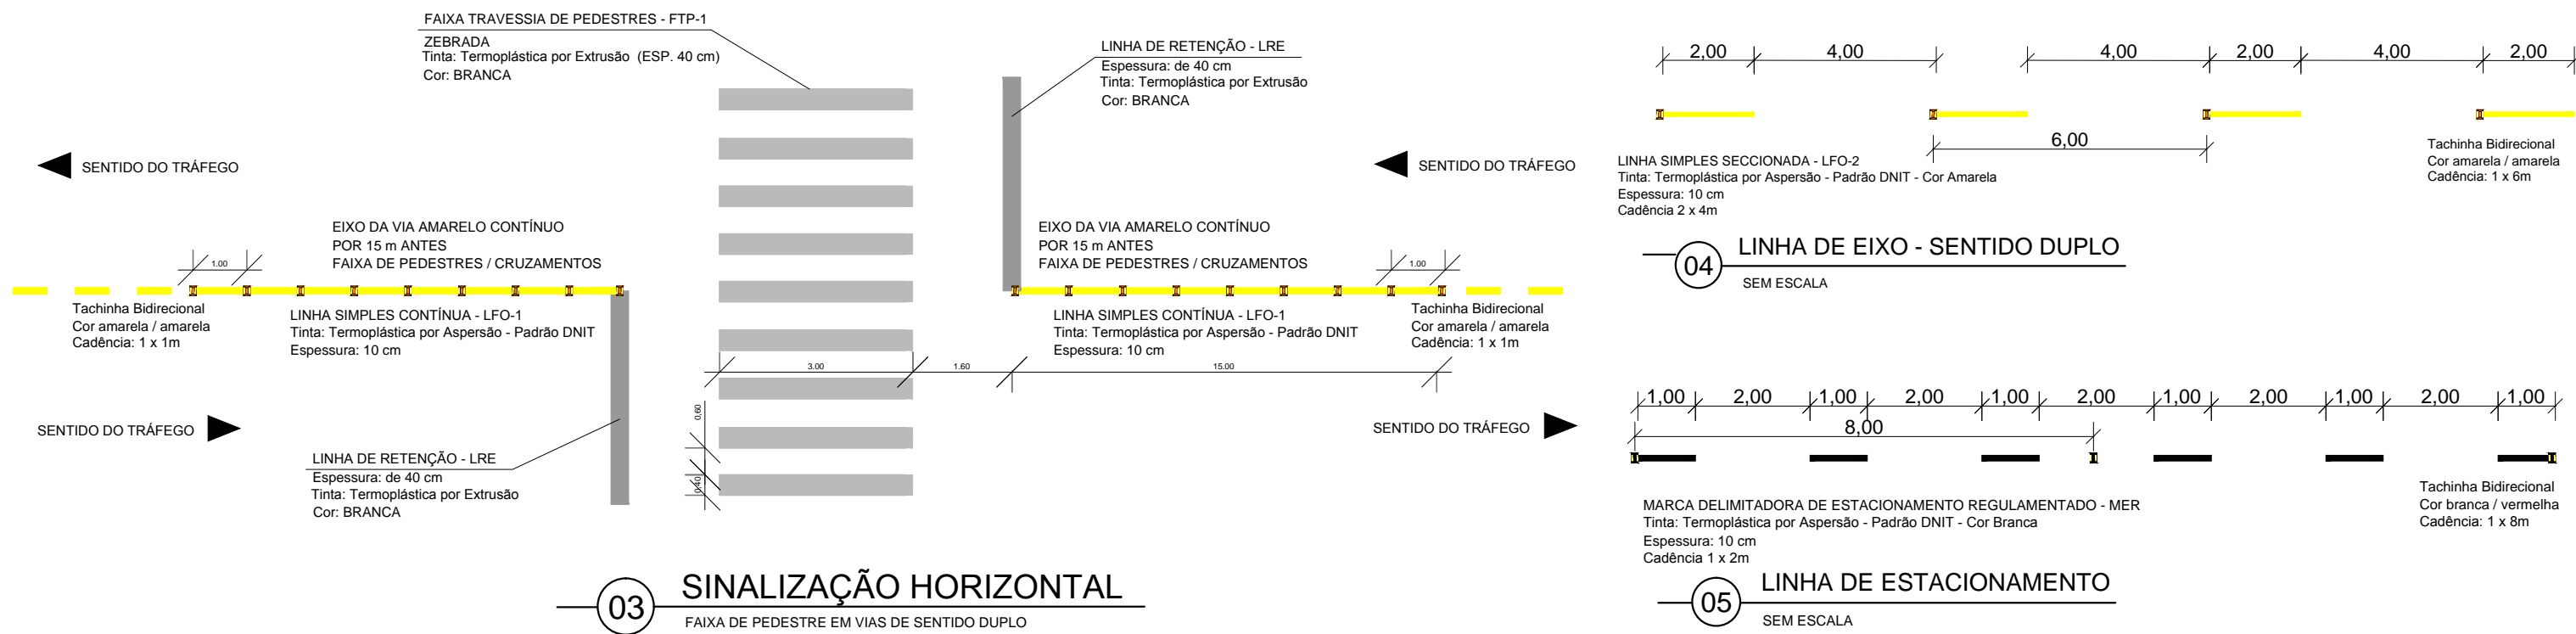 FAIXA TRAVESSIA DE PEDESTRES - FTP-1
ZEBRADA
Tinta: Termoplástica por Extrusão (ESP. 40 cm)
Cor: BRANCA
LINHA DE RETENÇÃO - LRE
Espessura: de 40 cm
Tinta: Termoplástica por Extrusão
Cor: BRANCA
SENTIDO DO TRÁFEGO
SENTIDO DO TRÁFEGO
EIXO DA VIA AMARELO CONTÍNUO
POR 15 m ANTES
FAIXA DE PEDESTRES / CRUZAMENTOS
EIXO DA VIA AMARELO CONTÍNUO
POR 15 m ANTES
FAIXA DE PEDESTRES / CRUZAMENTOS
1.00
1.00
Tachinha Bidirecional
Cor amarela / amarela
Cadência: 1 x 1m
LINHA SIMPLES CONTÍNUA - LFO-1
Tinta: Termoplástica por Aspersão - Padrão DNIT
Espessura: 10 cm
LINHA SIMPLES CONTÍNUA - LFO-1
Tinta: Termoplástica por Aspersão - Padrão DNIT
Espessura: 10 cm
Tachinha Bidirecional
Cor amarela / amarela
Cadência: 1 x 1m
3.00 1.60 15.00
0,60
0,40
SENTIDO DO TRÁFEGO
SENTIDO DO TRÁFEGO
LINHA DE RETENÇÃO - LRE
Espessura: de 40 cm
Tinta: Termoplástica por Extrusão
Cor: BRANCA
03
SINALIZAÇÃO HORIZONTAL
FAIXA DE PEDESTRE EM VIAS DE SENTIDO DUPLO
2,00 4,00 4,00 2,00 4,00 2,00
6,00
LINHA SIMPLES SECCIONADA - LFO-2
Tinta: Termoplástica por Aspersão - Padrão DNIT - Cor Amarela
Espessura: 10 cm
Cadência 2 x 4m
Tachinha Bidirecional
Cor amarela / amarela
Cadência: 1 x 6m
04
LINHA DE EIXO - SENTIDO DUPLO
SEM ESCALA
1,00 2,00 1,00 2,00 1,00 2,00 1,00 2,00 1,00 2,00 1,00
8,00
MARCA DELIMITADORA DE ESTACIONAMENTO REGULAMENTADO - MER
Tinta: Termoplástica por Aspersão - Padrão DNIT - Cor Branca
Espessura: 10 cm
Cadência 1 x 2m
Tachinha Bidirecional
Cor branca / vermelha
Cadência: 1 x 8m
05
LINHA DE ESTACIONAMENTO
SEM ESCALA